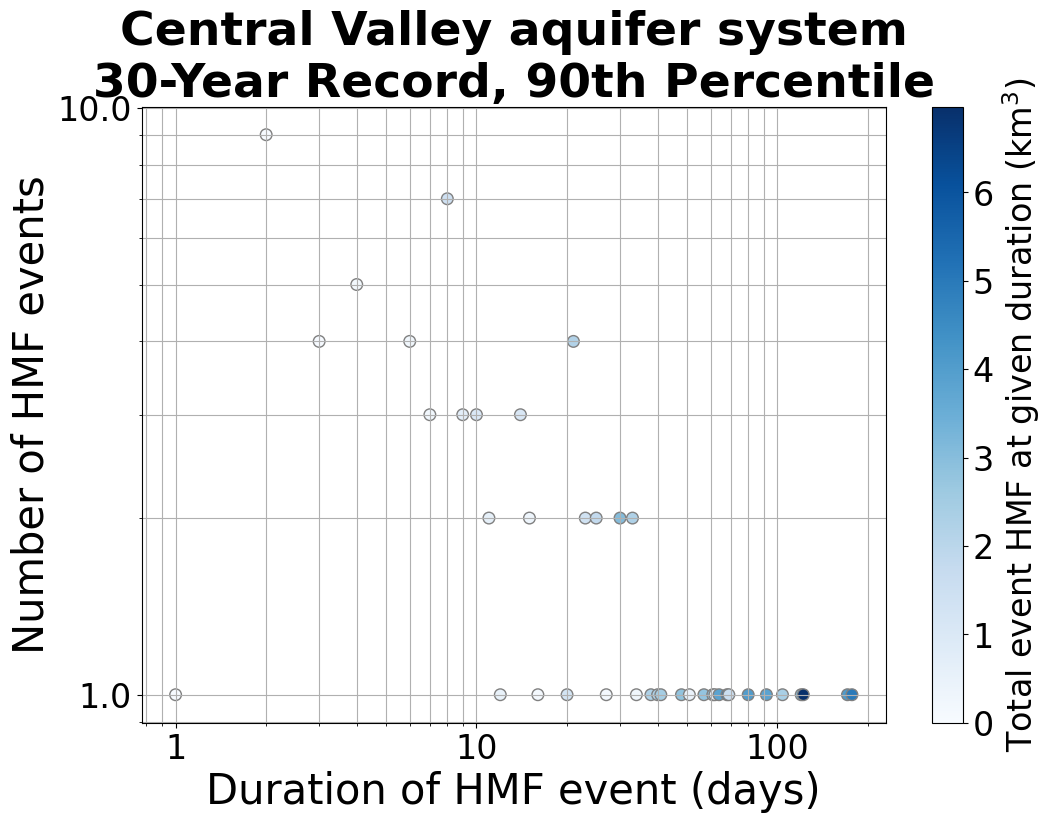 Central Valley aquifer system
30-Year Record, 90th Percentile
10.0
1.0
Number of HMF events
1
10
100
Duration of HMF event (days)
6
5
4
3
2
1
0
Total event HMF at given duration (km³)